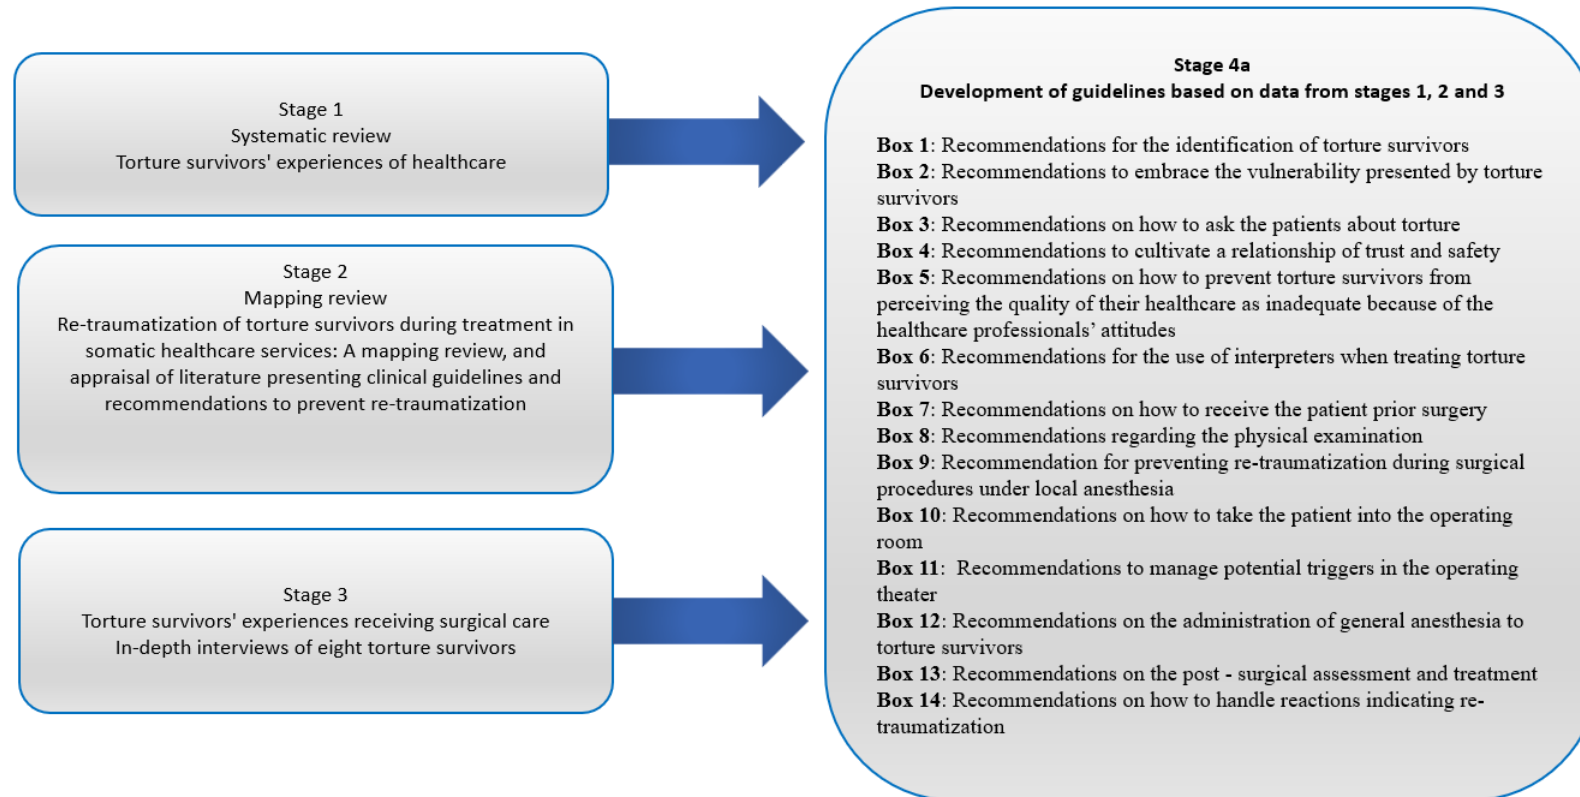 Stage 1
Systematic review
Torture survivors' experiences of healthcare
Stage 2
Mapping review
Re-traumatization of torture survivors during treatment in
somatic healthcare services: A mapping review, and
appraisal of literature presenting clinical guidelines and
recommendations to prevent re-traumatization
Stage 3
Torture survivors' experiences receiving surgical care
In-depth interviews of eight torture survivors
Stage 4a
Development of guidelines based on data from stages 1, 2 and 3
Box 1: Recommendations for the identification of torture survivors
Box 2: Recommendations to embrace the vulnerability presented by torture
survivors
Box 3: Recommendations on how to ask the patients about torture
Box 4: Recommendations to cultivate a relationship of trust and safety
Box 5: Recommendations on how to prevent torture survivors from
perceiving the quality of their healthcare as inadequate because of the
healthcare professionals’ attitudes
Box 6: Recommendations for the use of interpreters when treating torture
survivors
Box 7: Recommendations on how to receive the patient prior surgery
Box 8: Recommendations regarding the physical examination
Box 9: Recommendation for preventing re-traumatization during surgical
procedures under local anesthesia
Box 10: Recommendations on how to take the patient into the operating
room
Box 11:  Recommendations to manage potential triggers in the operating
theater
Box 12: Recommendations on the administration of general anesthesia to
torture survivors
Box 13: Recommendations on the post - surgical assessment and treatment
Box 14: Recommendations on how to handle reactions indicating re-
traumatization